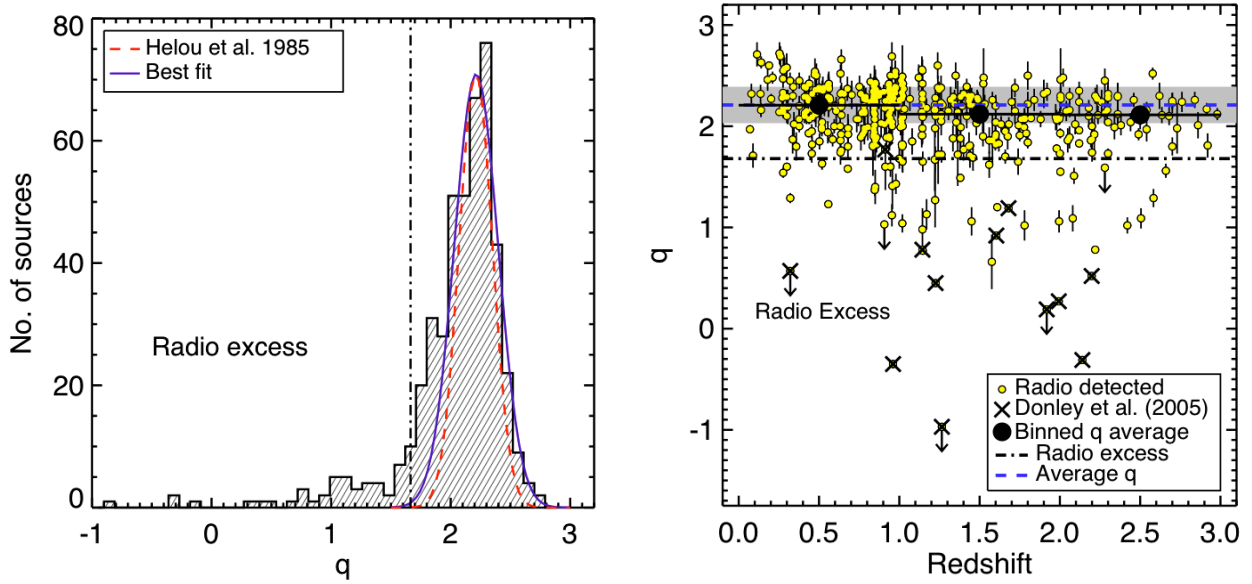 80
60
40
20
0
No. of sources
Helou et al. 1985
Best fit
Radio excess
-1
0
1
2
3
q
3
2
1
0
-1
q
Radio Excess
Radio detected
Donley et al. (2005)
Binned q average
Radio excess
Average q
0.0
0.5
1.0
1.5
2.0
2.5
3.0
Redshift